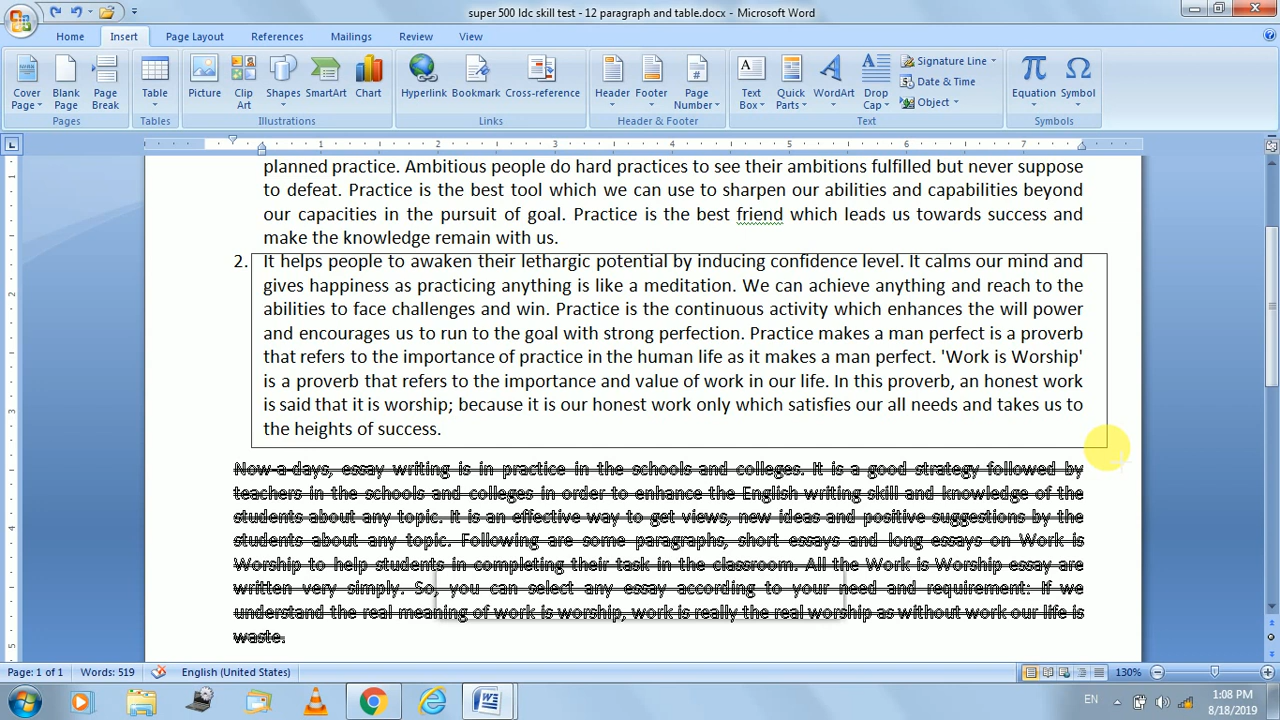 super 500 ldc skill test - 12 paragraph and table.docx - Microsoft Word
Home Insert Page Layout References Mailings Review View
Cover Page Blank Page Page Break Table Picture Clip Art Shapes SmartArt Chart Hyperlink Bookmark Cross-reference Header Footer Page Number Text Box Quick Parts WordArt Drop Cap Signature Line Date & Time Object Equation Symbol
Pages Tables Illustrations Links Header & Footer Text Symbols
1 2 3 4 5 6 7
planned practice. Ambitious people do hard practices to see their ambitions fulfilled but never suppose
to defeat. Practice is the best tool which we can use to sharpen our abilities and capabilities beyond
our capacities in the pursuit of goal. Practice is the best friend which leads us towards success and
make the knowledge remain with us.
2. It helps people to awaken their lethargic potential by inducing confidence level. It calms our mind and
gives happiness as practicing anything is like a meditation. We can achieve anything and reach to the
abilities to face challenges and win. Practice is the continuous activity which enhances the will power
and encourages us to run to the goal with strong perfection. Practice makes a man perfect is a proverb
that refers to the importance of practice in the human life as it makes a man perfect. 'Work is Worship'
is a proverb that refers to the importance and value of work in our life. In this proverb, an honest work
is said that it is worship; because it is our honest work only which satisfies our all needs and takes us to
the heights of success.
Now-a-days, essay writing is in practice in the schools and colleges. It is a good strategy followed by
teachers in the schools and colleges in order to enhance the English writing skill and knowledge of the
students about any topic. It is an effective way to get views, new ideas and positive suggestions by the
students about any topic. Following are some paragraphs, short essays and long essays on Work is
Worship to help students in completing their task in the classroom. All the Work is Worship essay are
written very simply. So, you can select any essay according to your need and requirement: If we
understand the real meaning of work is worship, work is really the real worship as without work our life is
waste.
1
2
3
4
5
Page: 1 of 1 Words: 519 English (United States) 130%
EN 1:08 PM
8/18/2019